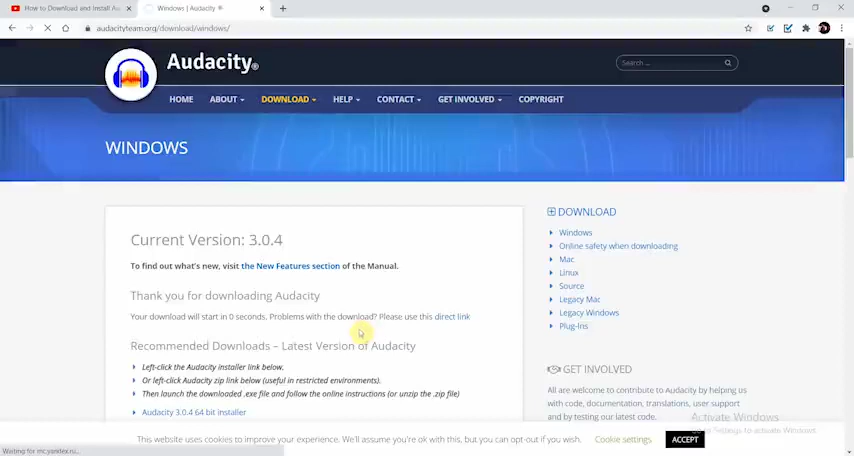 How to Download and Install Au
Windows | Audacity ®
audacityteam.org/download/windows/
Audacity®
Search ...
HOME ABOUT DOWNLOAD HELP CONTACT GET INVOLVED COPYRIGHT
WINDOWS
Current Version: 3.0.4
To find out what's new, visit the New Features section of the Manual.
Thank you for downloading Audacity
Your download will start in 0 seconds. Problems with the download? Please use this direct link
Recommended Downloads – Latest Version of Audacity
Left-click the Audacity installer link below,
Or left-click Audacity zip link below (useful in restricted environments).
Then launch the downloaded .exe file and follow the online instructions (or unzip the .zip file)
Audacity 3.0.4 64 bit installer
DOWNLOAD
Windows
Online safety when downloading
Mac
Linux
Source
Legacy Mac
Legacy Windows
Plug-Ins
GET INVOLVED
All are welcome to contribute to Audacity by helping us
with code, documentation, translations, user support
and by testing our latest code.
Activate Windows
Go to Settings to activate Windows.
This website uses cookies to improve your experience. We'll assume you're ok with this, but you can opt-out if you wish.
Cookie settings
ACCEPT
Waiting for mc.yandex.ru...